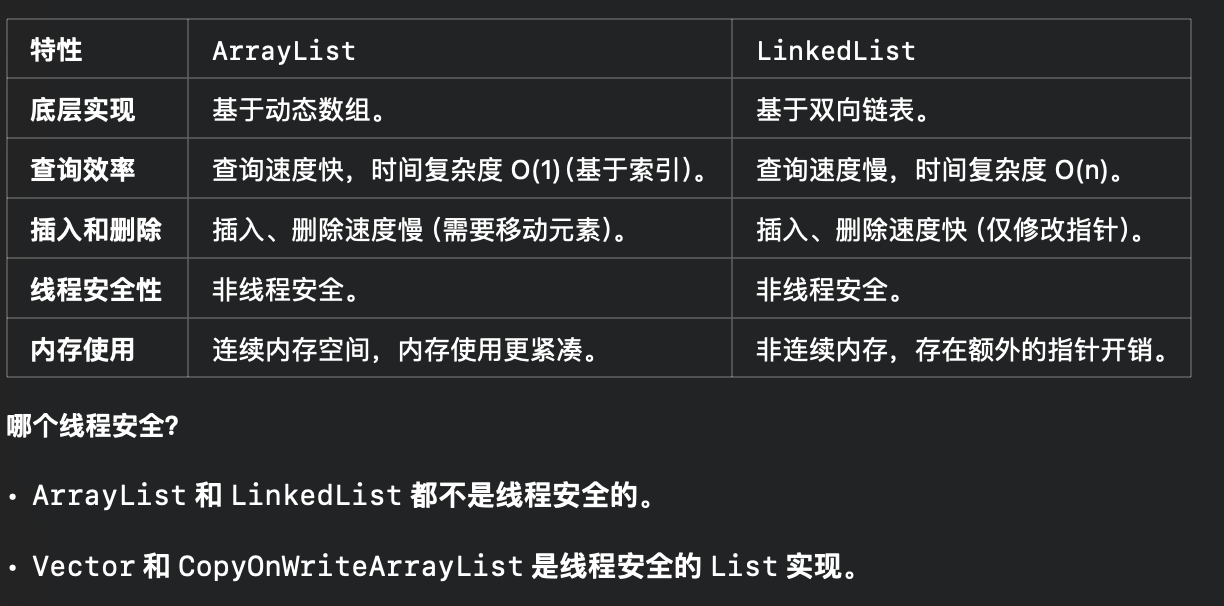 特性 ArrayList LinkedList
底层实现 基于动态数组。 基于双向链表。
查询效率 查询速度快，时间复杂度 O(1)（基于索引）。 查询速度慢，时间复杂度 O(n)。
插入和删除 插入、删除速度慢（需要移动元素）。 插入、删除速度快（仅修改指针）。
线程安全性 非线程安全。 非线程安全。
内存使用 连续内存空间，内存使用更紧凑。 非连续内存，存在额外的指针开销。
哪个线程安全？
• ArrayList 和 LinkedList 都不是线程安全的。
• Vector 和 CopyOnWriteArrayList 是线程安全的 List 实现。